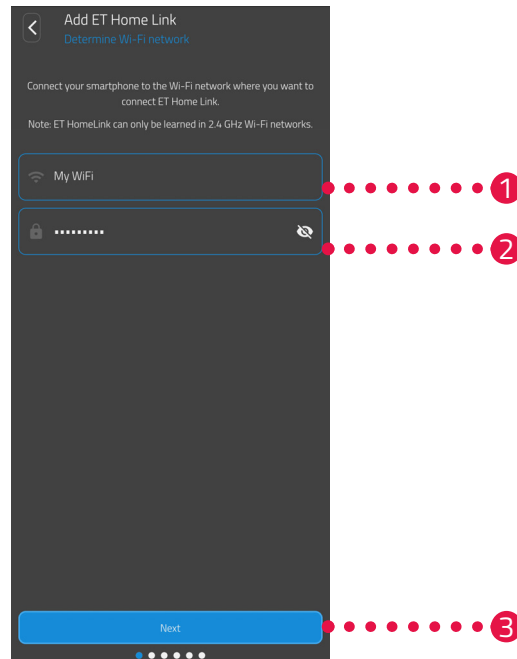 Add ET Home Link
Determine Wi-Fi network
Connect your smartphone to the Wi-Fi network where you want to
connect ET Home Link.
Note: ET HomeLink can only be learned in 2.4 GHz Wi-Fi networks.
My WiFi
1
•••••••••
2
Next
3